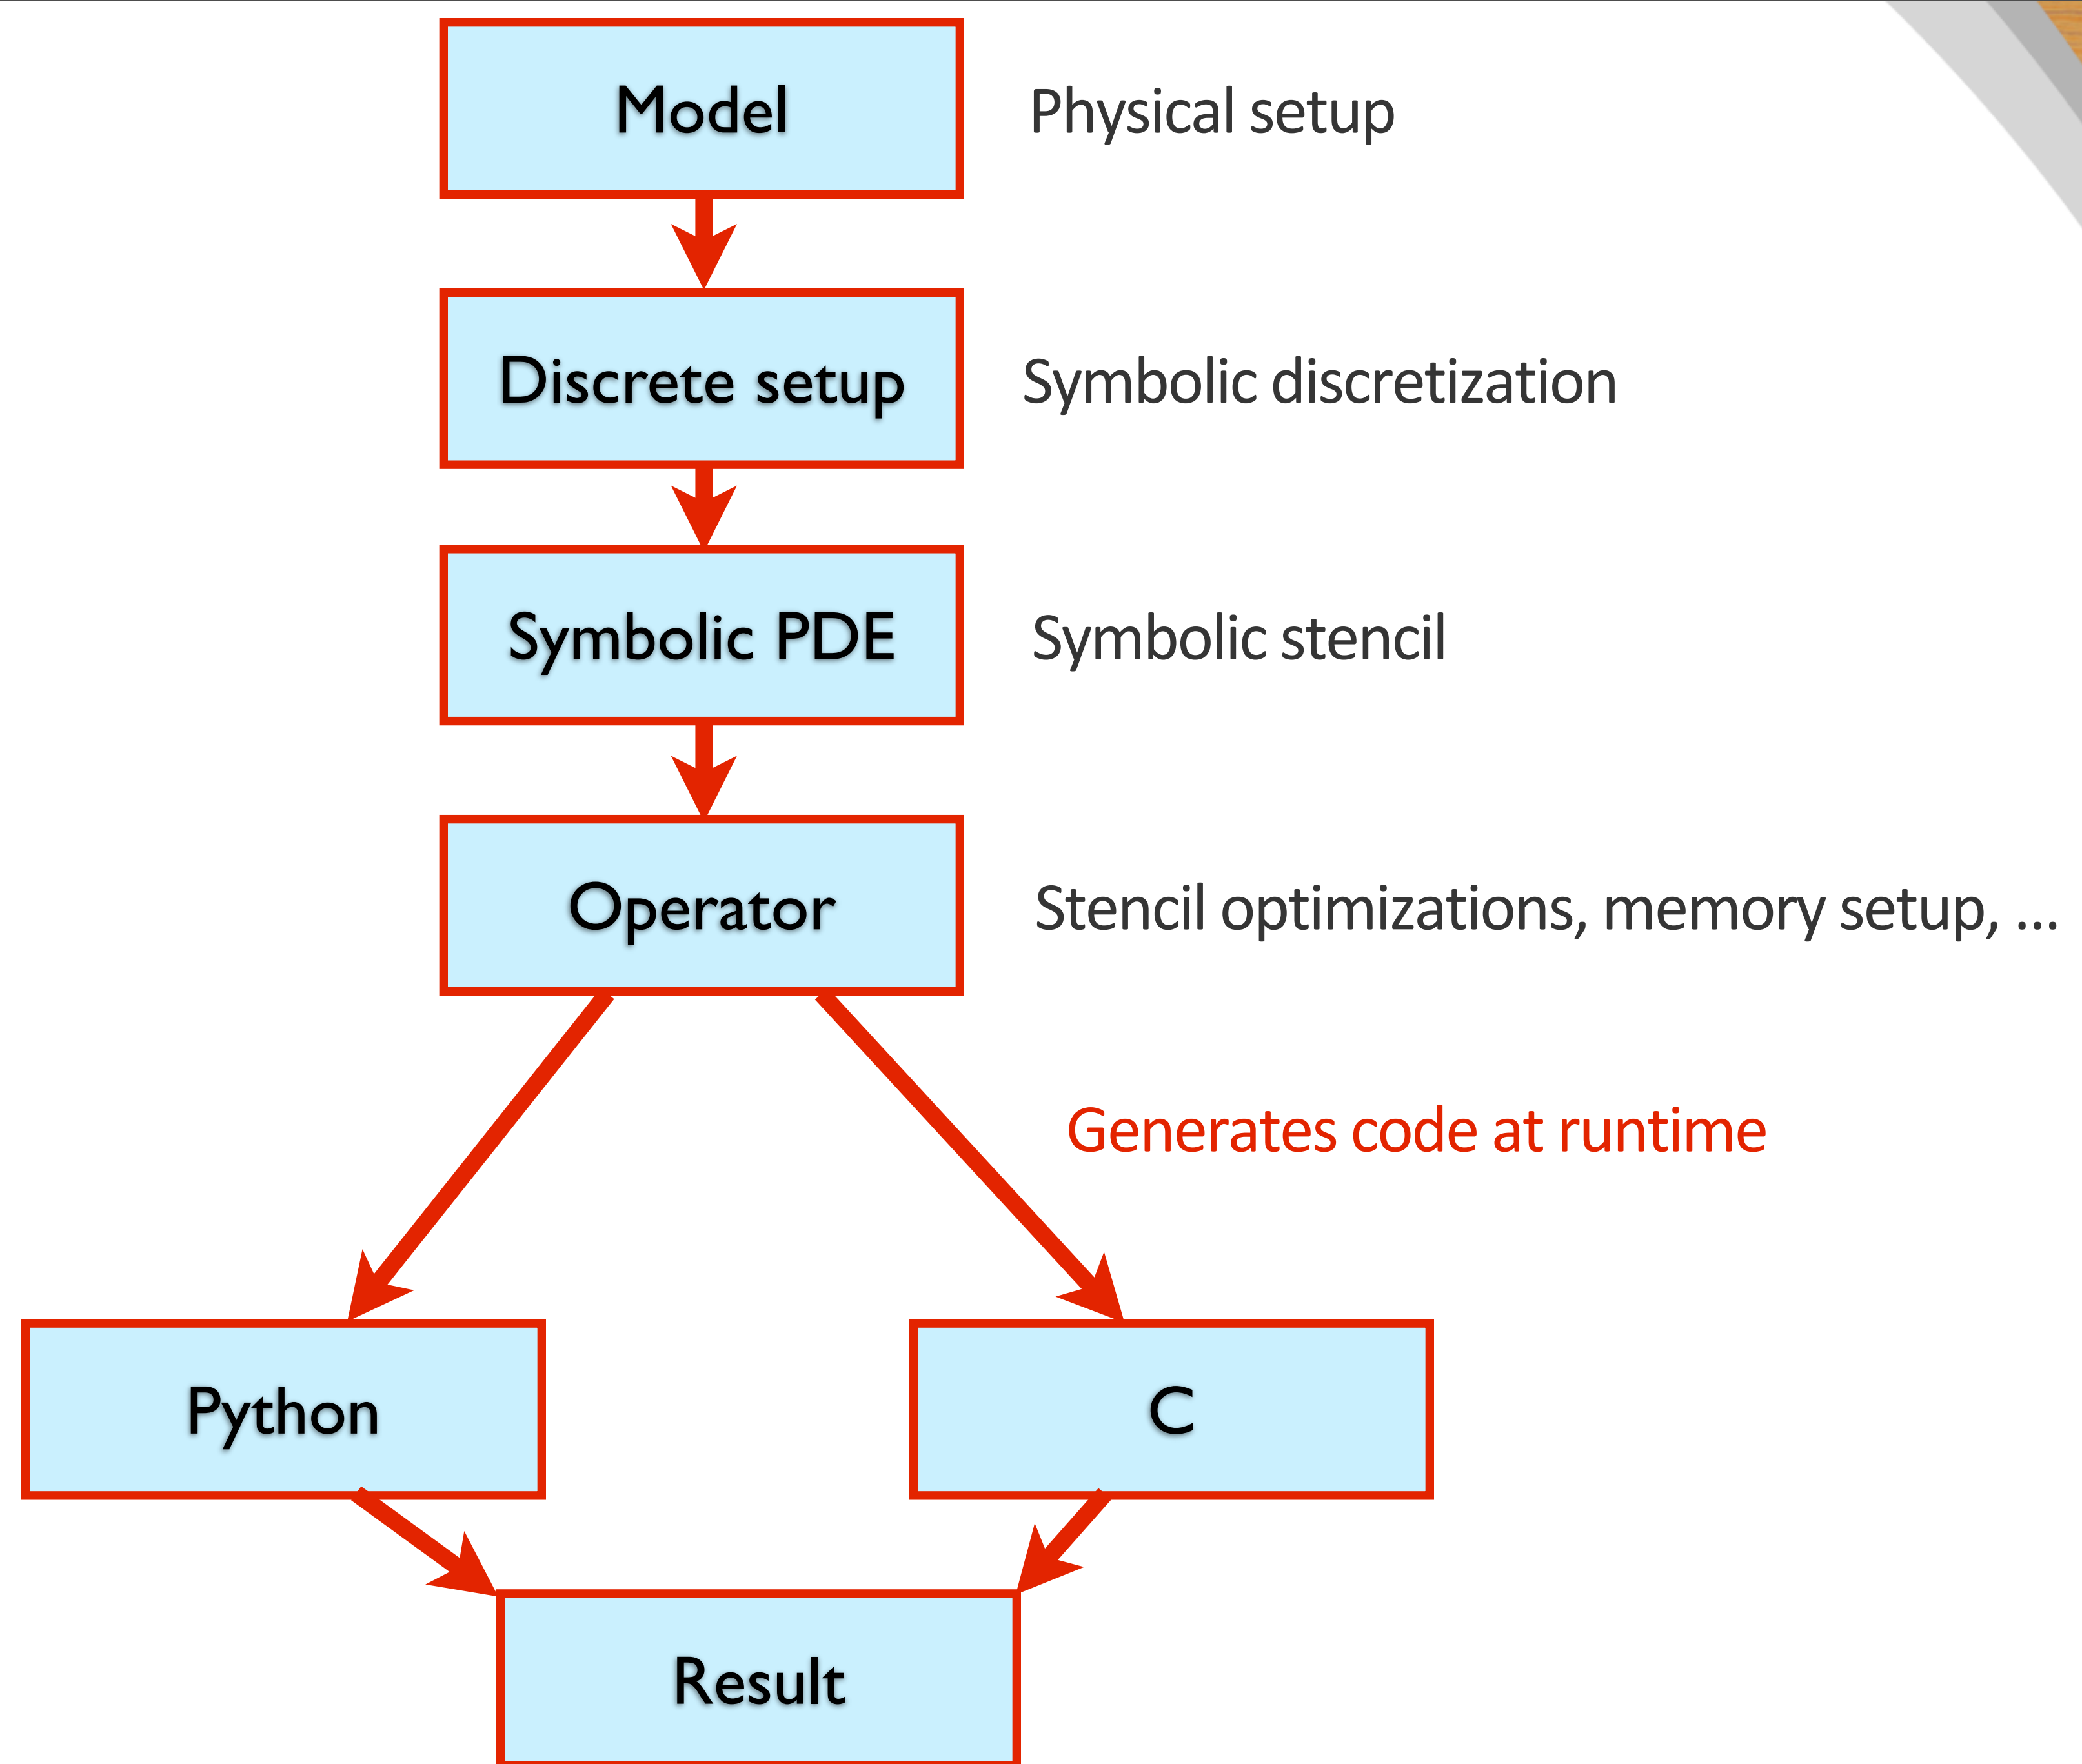 Model
Physical setup
Discrete setup
Symbolic discretization
Symbolic PDE
Symbolic stencil
Operator
Stencil optimizations, memory setup, ...
Generates code at runtime
Python
C
Result